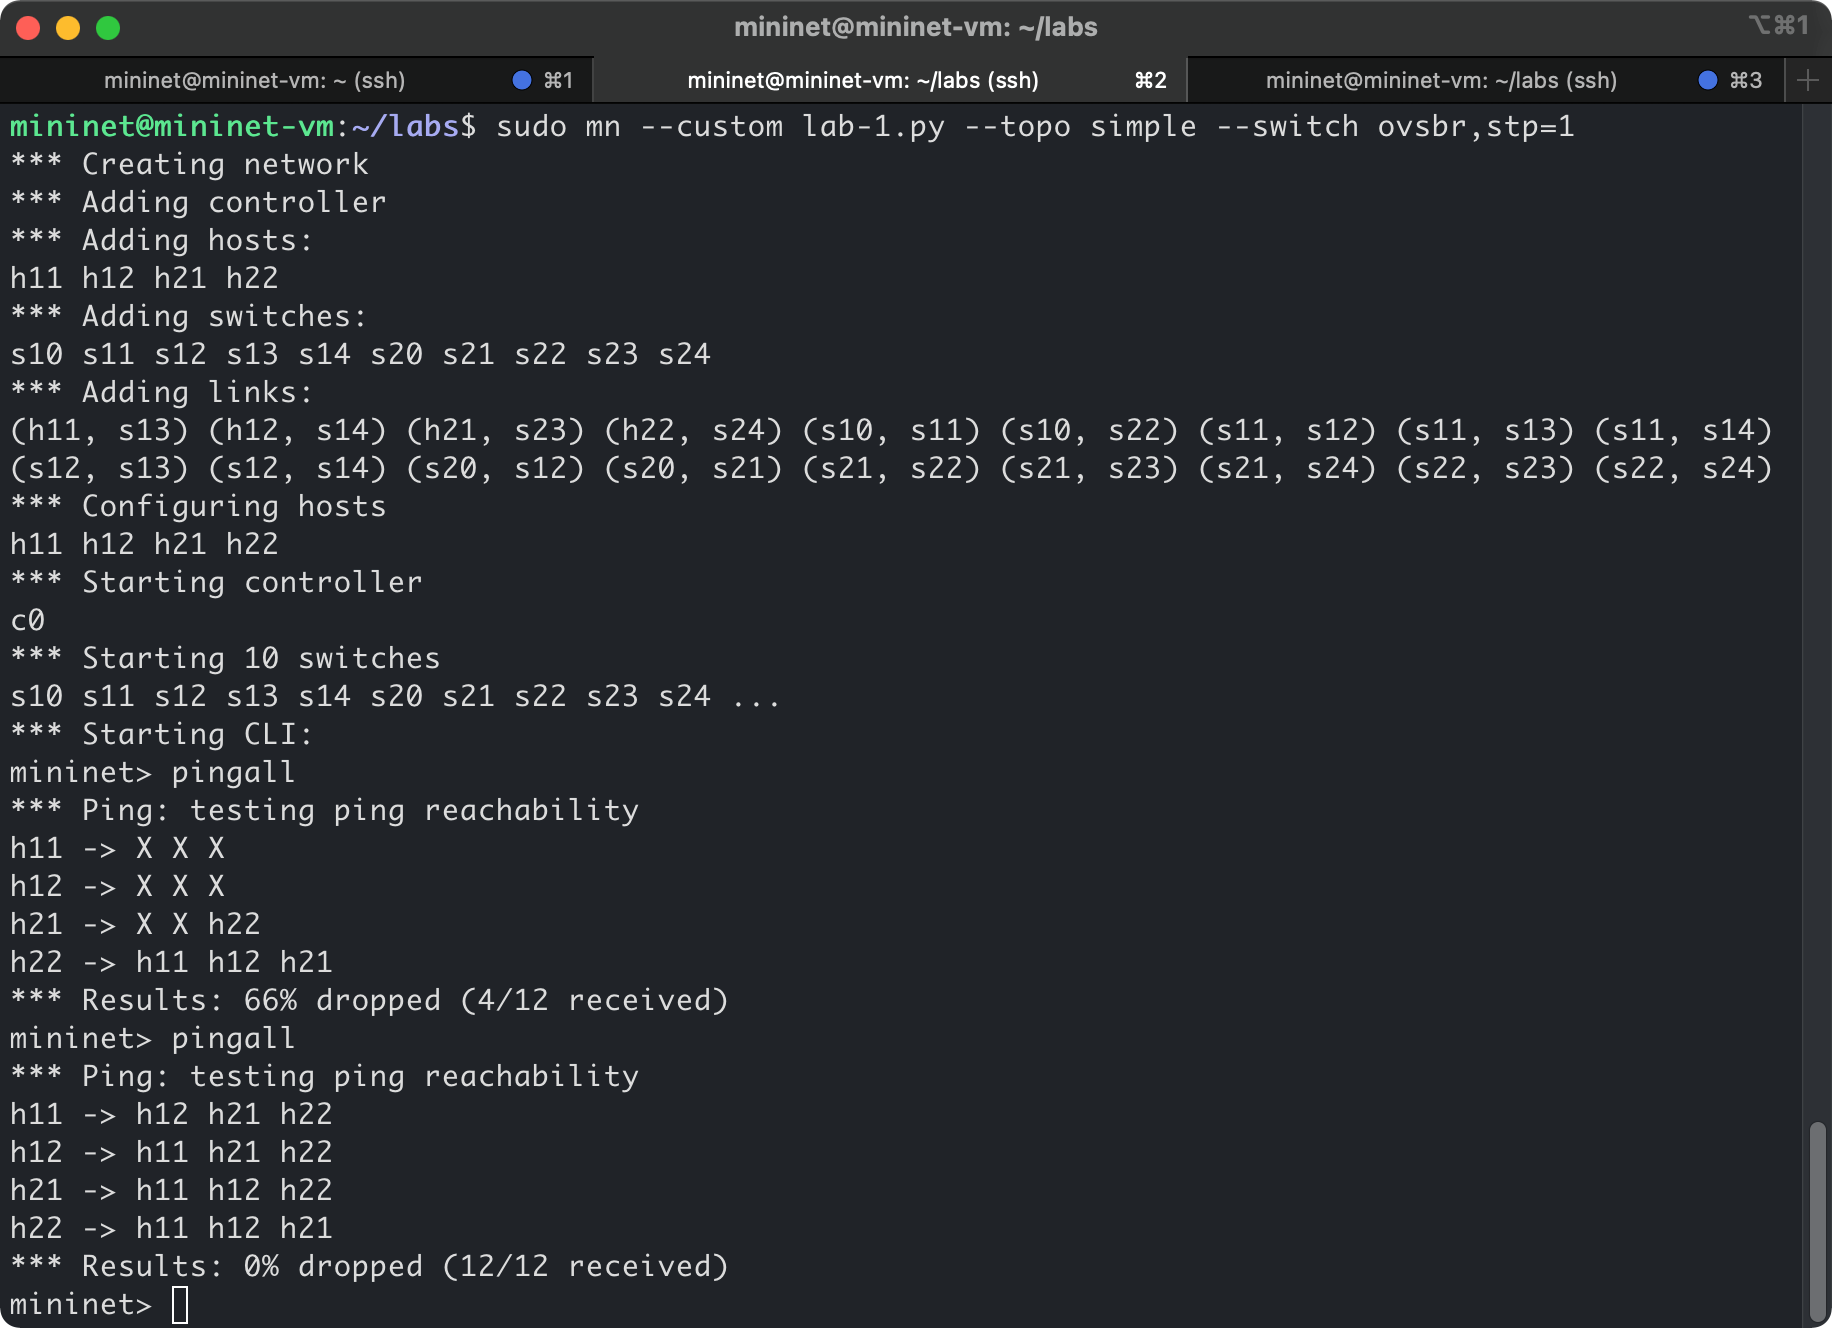 mininet@mininet-vm: ~/labs
⌥⌘1
mininet@mininet-vm: ~ (ssh) ⌘1
mininet@mininet-vm: ~/labs (ssh) ⌘2
mininet@mininet-vm: ~/labs (ssh) ⌘3
mininet@mininet-vm:~/labs$ sudo mn --custom lab-1.py --topo simple --switch ovsbr,stp=1
*** Creating network
*** Adding controller
*** Adding hosts:
h11 h12 h21 h22
*** Adding switches:
s10 s11 s12 s13 s14 s20 s21 s22 s23 s24
*** Adding links:
(h11, s13) (h12, s14) (h21, s23) (h22, s24) (s10, s11) (s10, s22) (s11, s12) (s11, s13) (s11, s14)
(s12, s13) (s12, s14) (s20, s12) (s20, s21) (s21, s22) (s21, s23) (s21, s24) (s22, s23) (s22, s24)
*** Configuring hosts
h11 h12 h21 h22
*** Starting controller
c0
*** Starting 10 switches
s10 s11 s12 s13 s14 s20 s21 s22 s23 s24 ...
*** Starting CLI:
mininet> pingall
*** Ping: testing ping reachability
h11 -> X X X
h12 -> X X X
h21 -> X X h22
h22 -> h11 h12 h21
*** Results: 66% dropped (4/12 received)
mininet> pingall
*** Ping: testing ping reachability
h11 -> h12 h21 h22
h12 -> h11 h21 h22
h21 -> h11 h12 h22
h22 -> h11 h12 h21
*** Results: 0% dropped (12/12 received)
mininet>